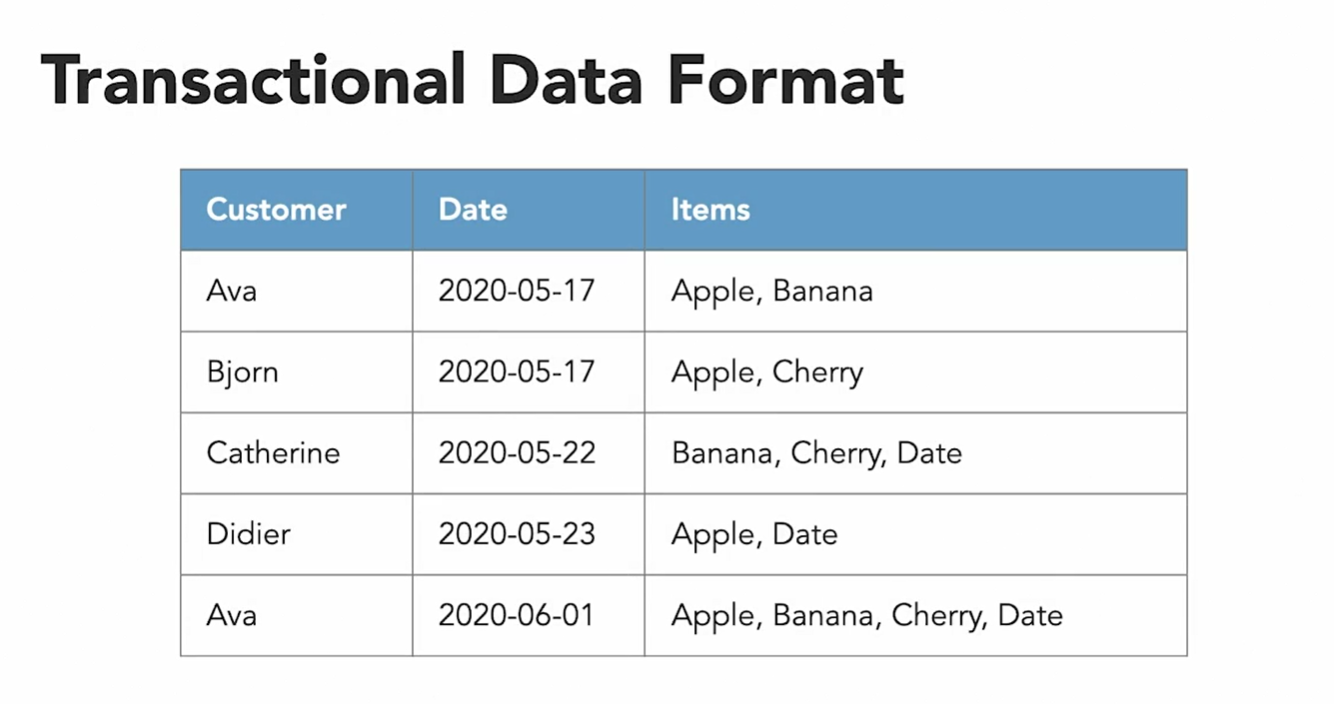 Transactional Data Format
Customer Date Items
Ava 2020-05-17 Apple, Banana
Bjorn 2020-05-17 Apple, Cherry
Catherine 2020-05-22 Banana, Cherry, Date
Didier 2020-05-23 Apple, Date
Ava 2020-06-01 Apple, Banana, Cherry, Date